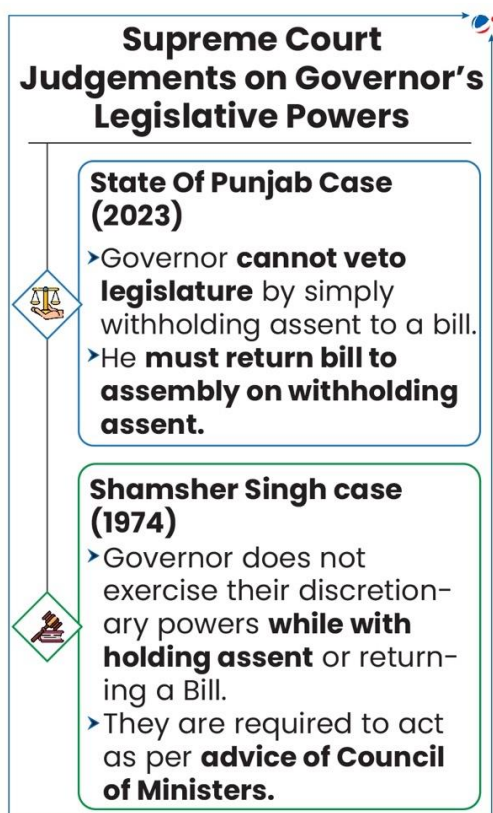 Supreme Court
Judgements on Governor's
Legislative Powers
State Of Punjab Case
(2023)
➤Governor cannot veto
legislature by simply
withholding assent to a bill.
➤He must return bill to
assembly on withholding
assent.
Shamsher Singh case
(1974)
➤Governor does not
exercise their discretion-
ary powers while with
holding assent or return-
ing a Bill.
➤They are required to act
as per advice of Council
of Ministers.